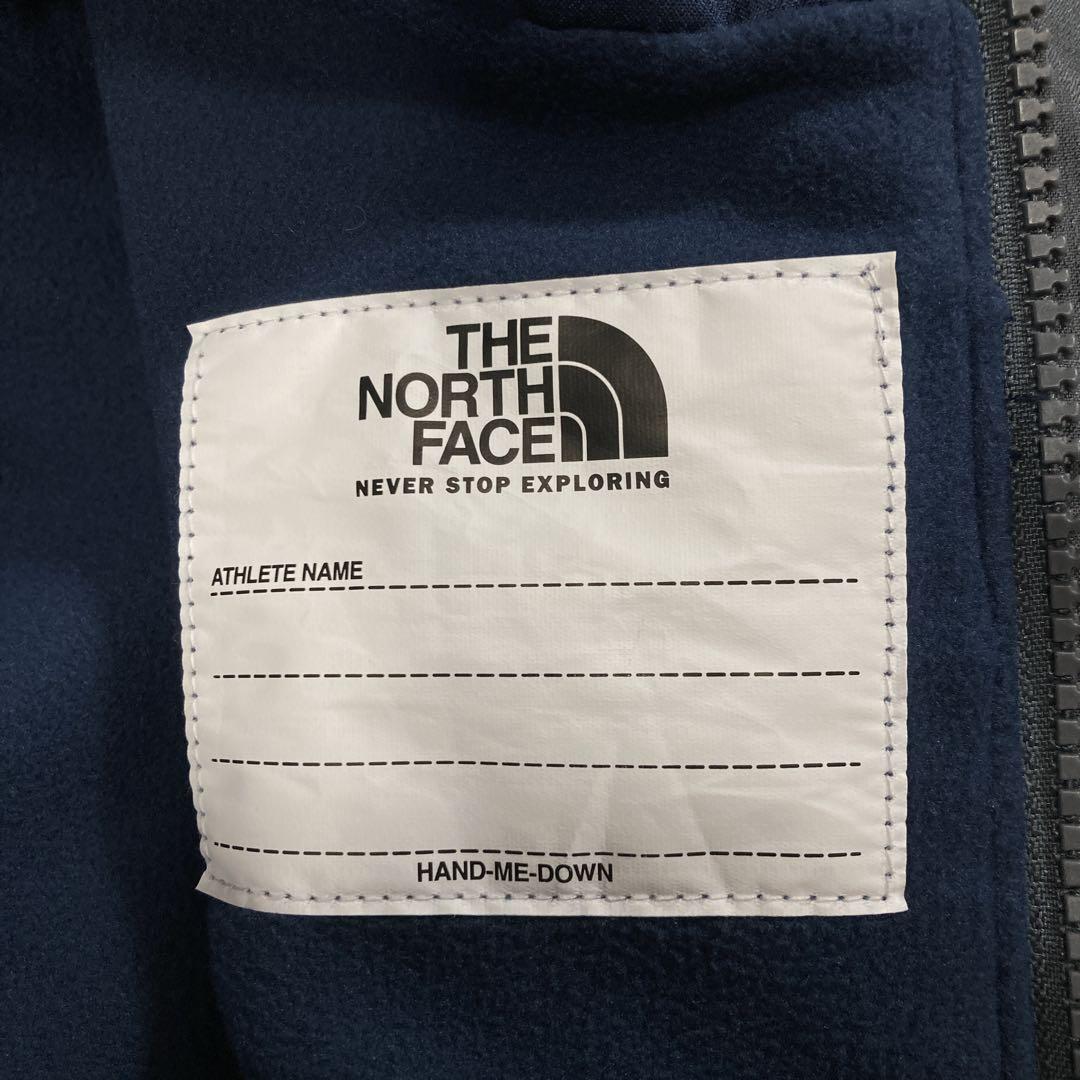 THE
NORTH
FACE
NEVER STOP EXPLORING
ATHLETE NAME
HAND-ME-DOWN